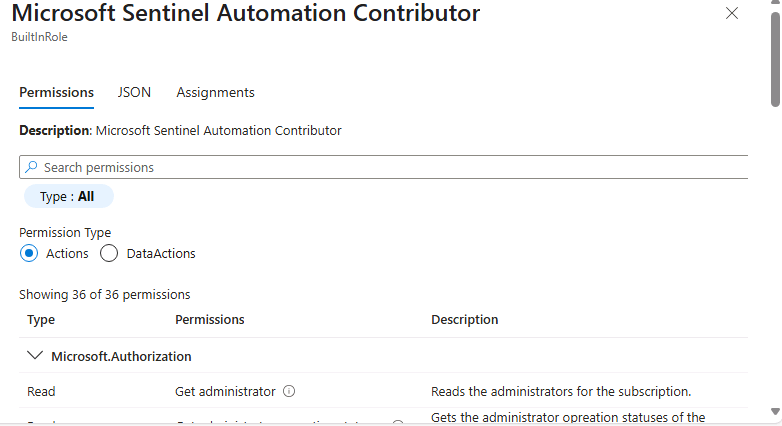 Microsoft Sentinel Automation Contributor
BuiltInRole
Permissions JSON Assignments
Description: Microsoft Sentinel Automation Contributor
Search permissions
Type : All
Permission Type
Actions DataActions
Showing 36 of 36 permissions
Type Permissions Description
Microsoft.Authorization
Read Get administrator Reads the administrators for the subscription.
Gets the administrator opreation statuses of the